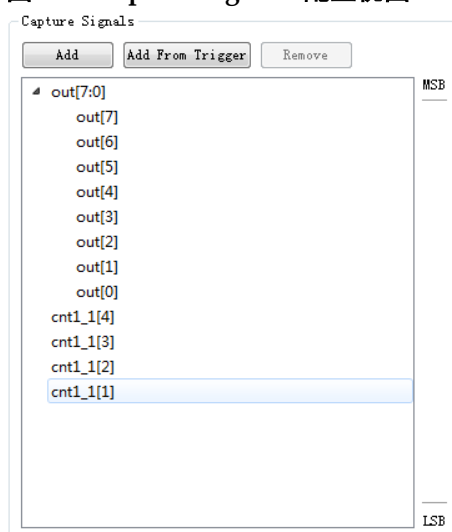 Capture Signals
Add
Add From Trigger
Remove
MSB
out[7:0]
out[7]
out[6]
out[5]
out[4]
out[3]
out[2]
out[1]
out[0]
cnt1_1[4]
cnt1_1[3]
cnt1_1[2]
cnt1_1[1]
LSB